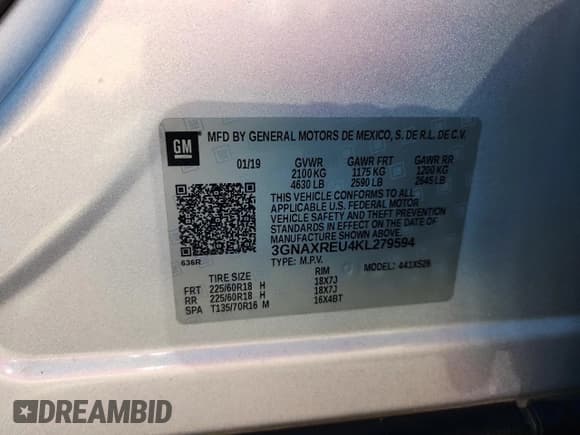 GM
MFD BY GENERAL MOTORS DE MEXICO, S. DE R.L. DE C.V.
01/19 GVWR GAWR FRT GAWR RR
2100 KG 1175 KG 1200 KG
4630 LB 2590 LB 2645 LB
THIS VEHICLE CONFORMS TO ALL
APPLICABLE U.S. FEDERAL MOTOR
VEHICLE SAFETY AND THEFT PREVENTION
STANDARDS IN EFFECT ON THE DATE OF
MANUFACTURE SHOWN ABOVE.
3GNAXREU4KL279594
636R TYPE: M.P.V. MODEL: 443XS26
TIRE SIZE RIM
FRT 225/60R18 H 18X7J
RR 225/60R18 H 18X7J
SPA T135/70R16 M 16X4BT
DREAMBID